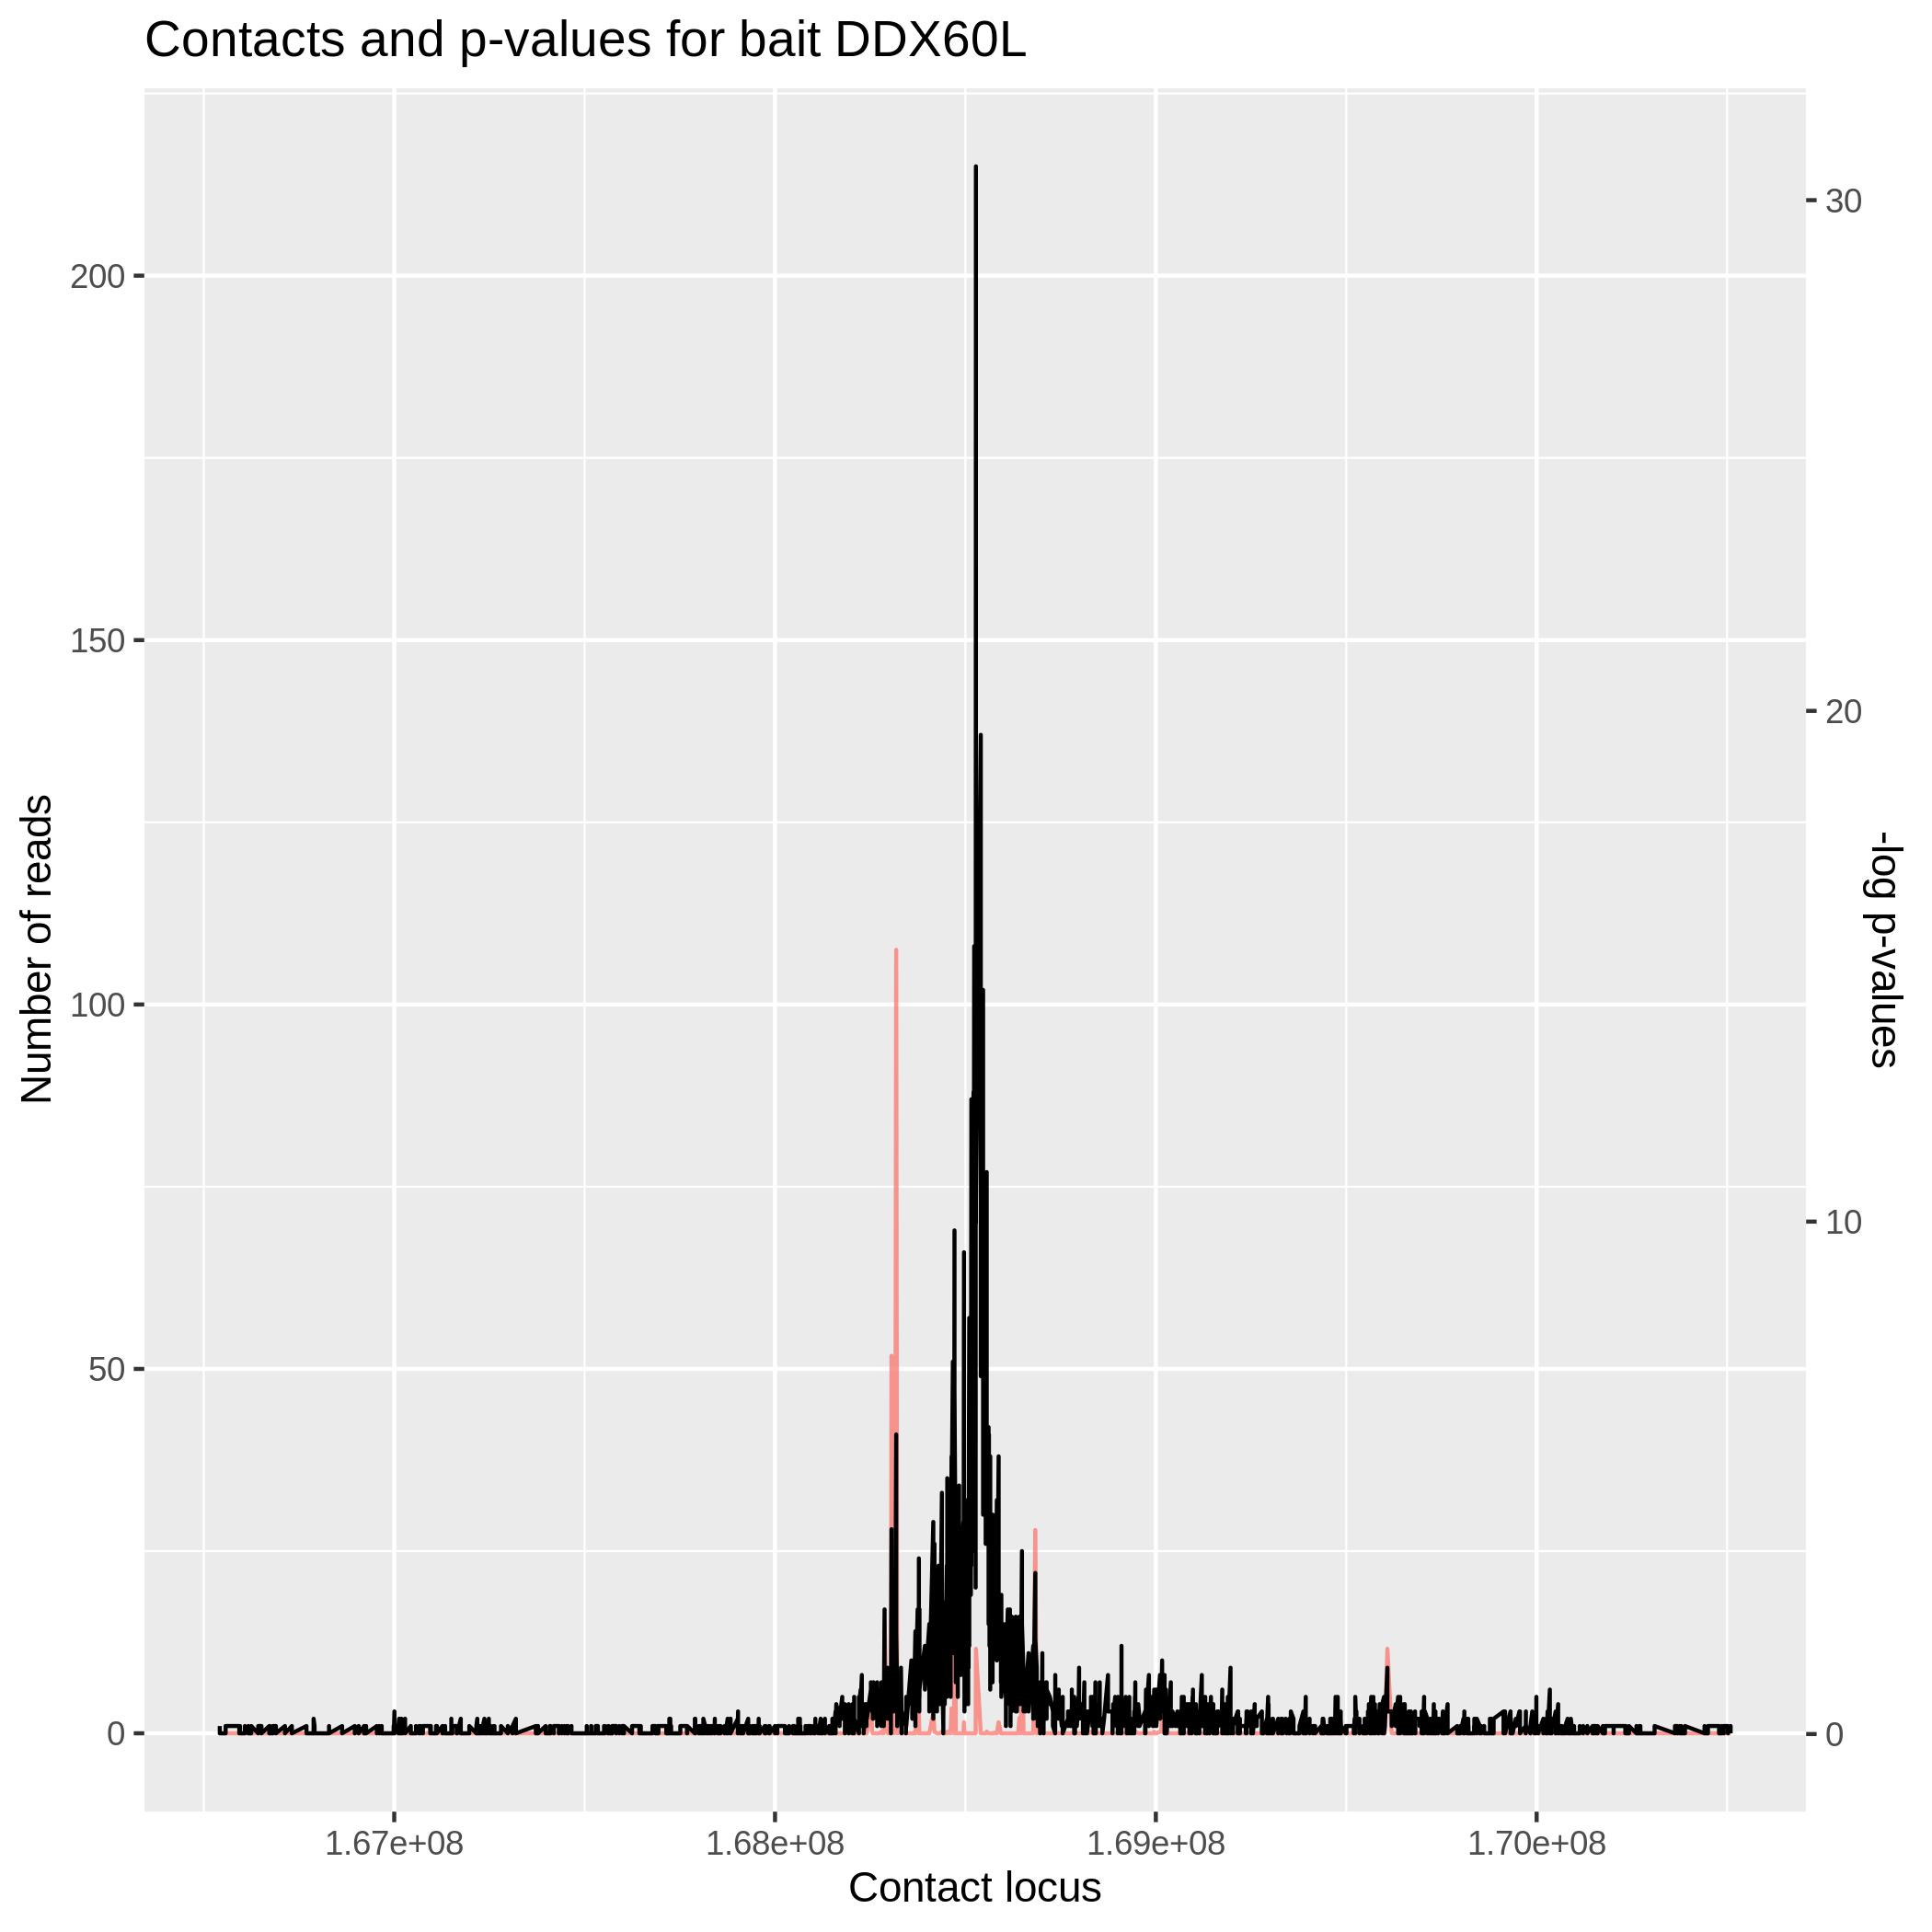 Contacts and p-values for bait DDX60L
Number of reads
200
150
100
50
0
30
20
10
0
-log p-values
1.67e+08
1.68e+08
1.69e+08
1.70e+08
Contact locus